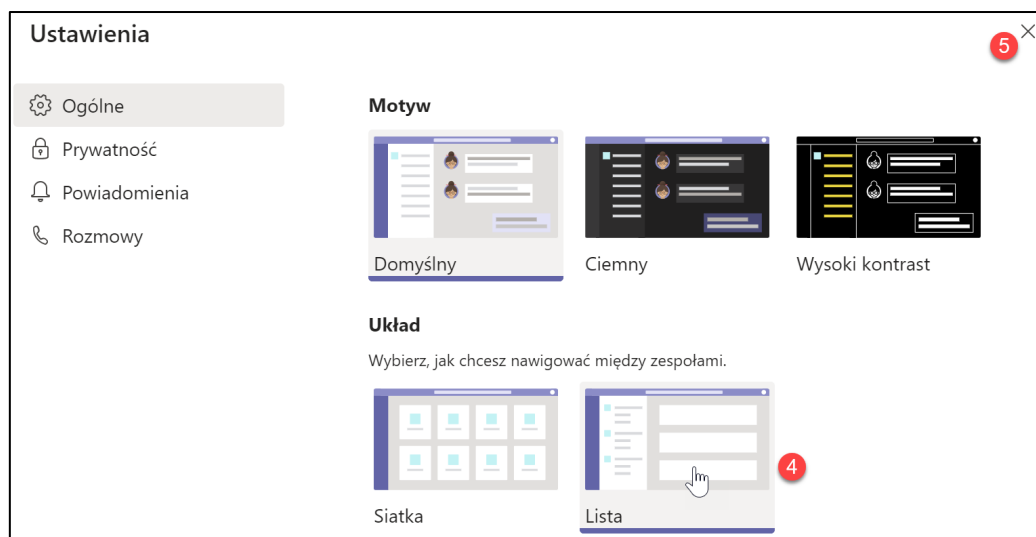 Ustawienia
5
Ogólne
Prywatność
Powiadomienia
Rozmowy
Motyw
Domyślny
Ciemny
Wysoki kontrast
Układ
Wybierz, jak chcesz nawigować między zespołami.
4
Siatka
Lista